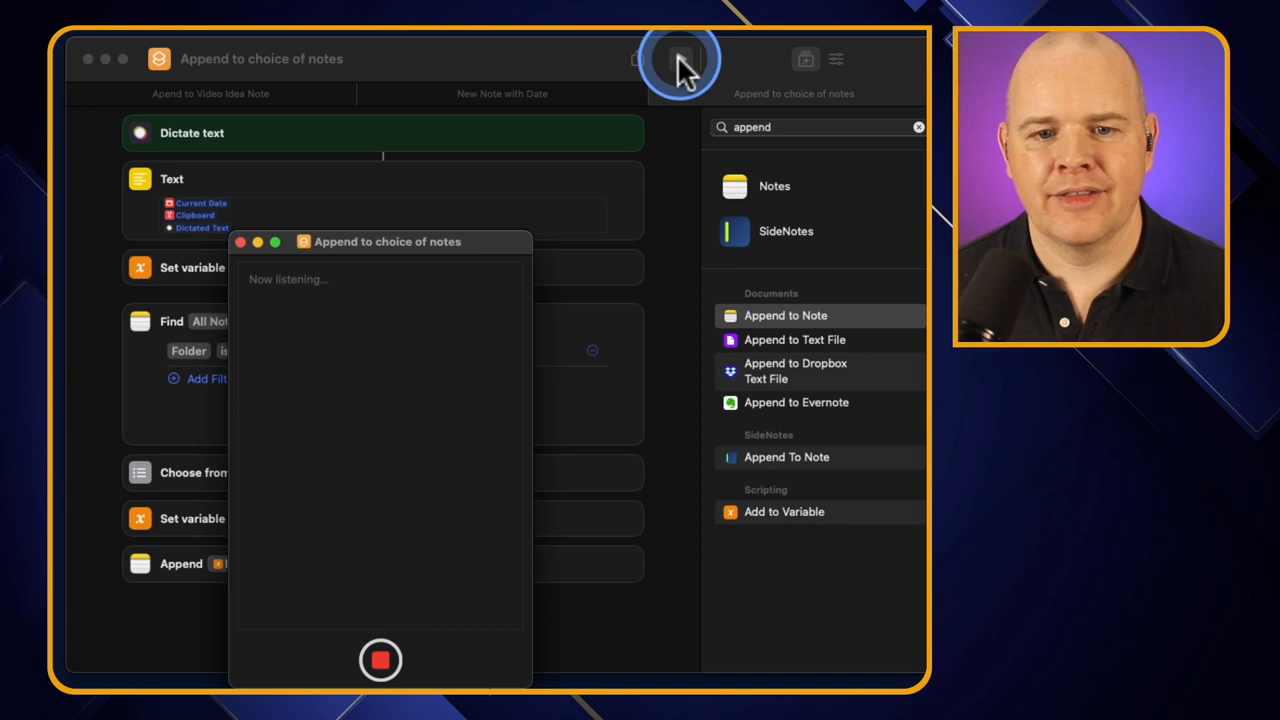 Append to choice of notes
Apend to Video Idea Note
New Note with Date
Append to choice of notes
Dictate text
Text
Current Date
Clipboard
Dictated Text
Set variable
Find All Not
Folder is
Add Filt
Choose from
Set variable
Append
Append to choice of notes
Now listening...
append
Notes
SideNotes
Documents
Append to Note
Append to Text File
Append to Dropbox
Text File
Append to Evernote
SideNotes
Append To Note
Scripting
Add to Variable